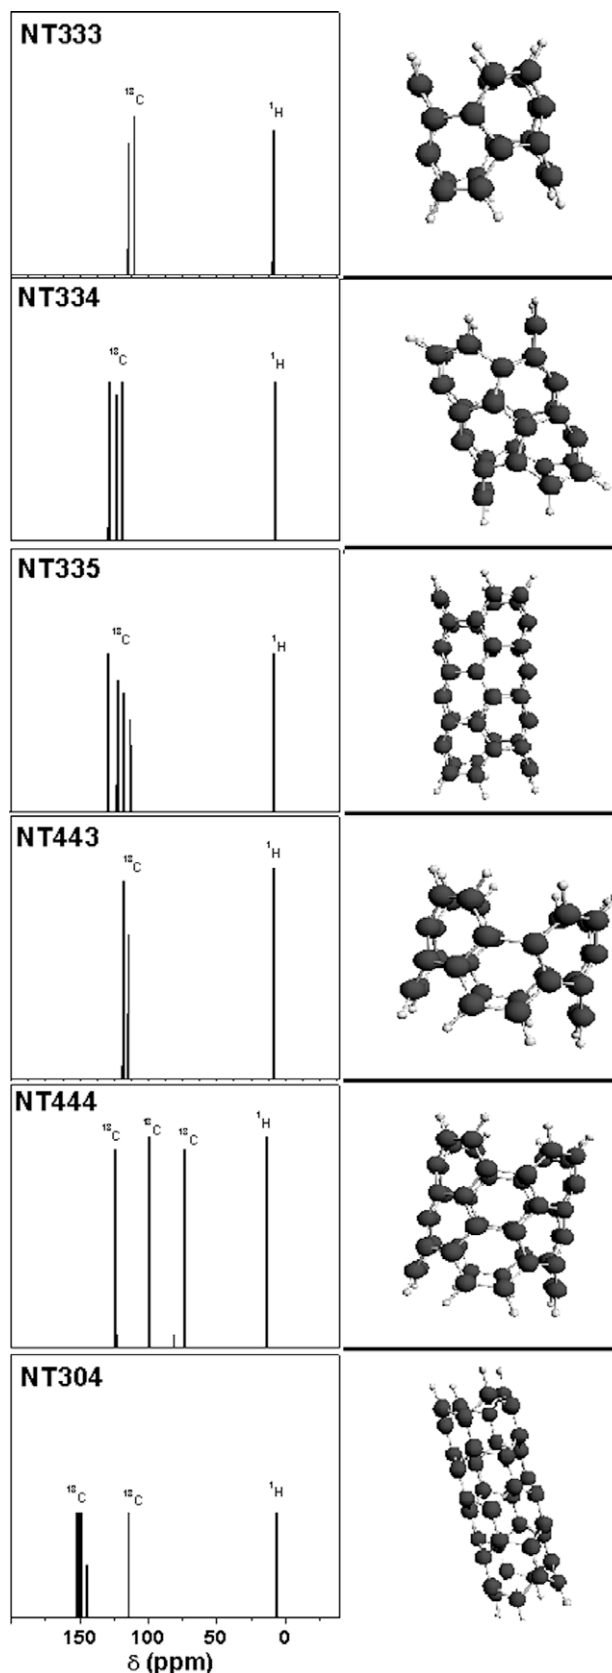 NT333
¹³C ¹H
NT334
¹³C ¹H
NT335
¹³C ¹H
NT443
¹³C ¹H
NT444
¹³C ¹³C ¹³C ¹H
NT304
¹³C ¹³C ¹H
150 100 50 0
δ (ppm)